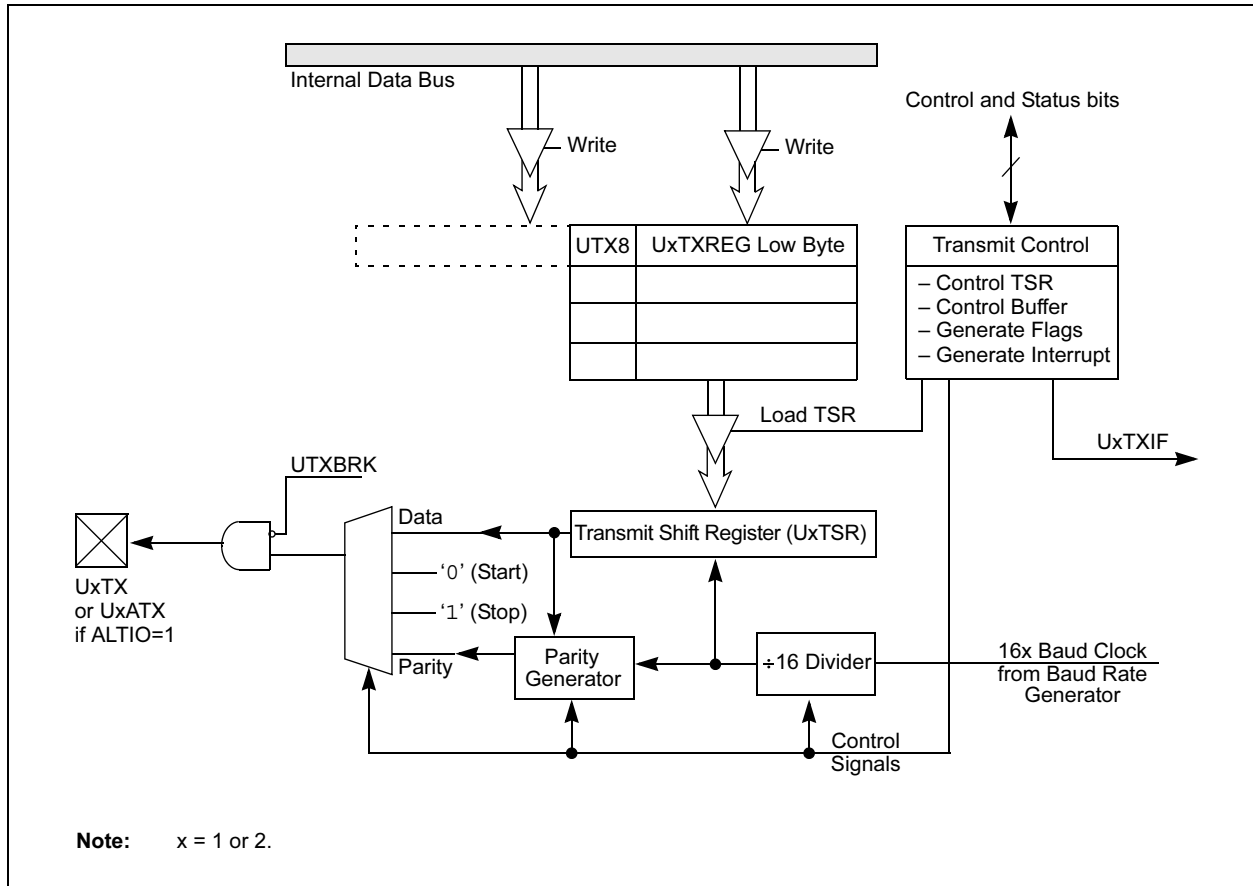 Internal Data Bus
Write
Write
Control and Status bits
UTX8
UxTXREG Low Byte
Transmit Control
– Control TSR
– Control Buffer
– Generate Flags
– Generate Interrupt
Load TSR
UxTXIF
UTXBRK
Data
Transmit Shift Register (UxTSR)
‘0’ (Start)
‘1’ (Stop)
UxTX
or UxATX
if ALTIO=1
Parity
Parity
Generator
÷16 Divider
16x Baud Clock
from Baud Rate
Generator
Control
Signals
Note: x = 1 or 2.